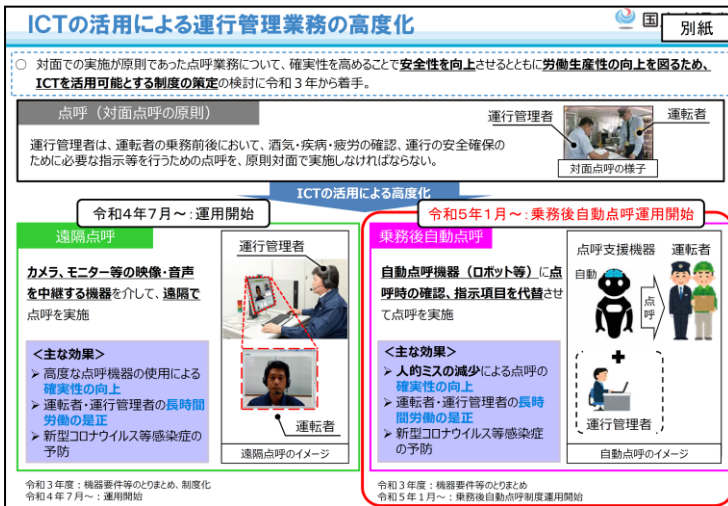 ICTの活用による運行管理業務の高度化
別紙
○ 対面での実施が原則であった点呼業務について、確実性を高めることで安全性を向上させるとともに労働生産性の向上を図るため、
ICTを活用可能とする制度の策定の検討に令和３年から着手。
点呼（対面点呼の原則）
運行管理者は、運転者の乗務前後において、酒気・疾病・疲労の確認、運行の安全確保の
ために必要な指示等を行うための点呼を、原則対面で実施しなければならない。
運行管理者
運転者
対面点呼の様子
ICTの活用による高度化
令和４年７月～：運用開始
遠隔点呼
カメラ、モニター等の映像・音声
を中継する機器を介して、遠隔で
点呼を実施
＜主な効果＞
➢ 高度な点呼機器の使用による
確実性の向上
➢ 運転者・運行管理者の長時間
労働の是正
➢ 新型コロナウイルス等感染症の
予防
運行管理者
運転者
遠隔点呼のイメージ
令和３年度：機器要件等のとりまとめ、制度化
令和４年７月～：運用開始
令和５年１月～：乗務後自動点呼運用開始
乗務後自動点呼
自動点呼機器（ロボット等）に点
呼時の確認、指示項目を代替させ
て点呼を実施
＜主な効果＞
➢ 人的ミスの減少による点呼の
確実性の向上
➢ 運転者・運行管理者の長時
間労働の是正
➢ 新型コロナウイルス等感染症
の予防
点呼支援機器
運転者
自動
点呼
運行管理者
自動点呼のイメージ
令和３年度：機器要件等のとりまとめ
令和５年１月～：乗務後自動点呼制度運用開始